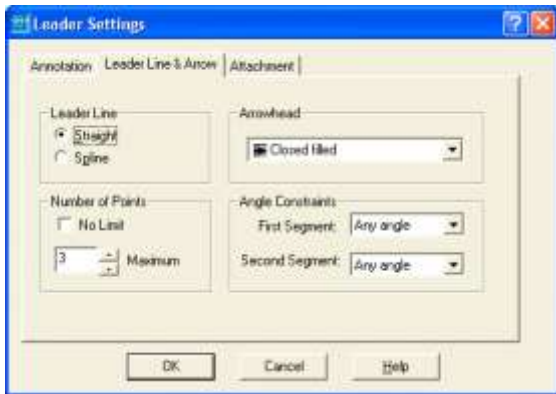 Leader Settings
Annotation Leader Line & Arrow Attachment
Leader Line
Straight
Spline
Arrowhead
Closed filled
Number of Points
No Limit
3 Maximum
Angle Constraints
First Segment: Any angle
Second Segment: Any angle
OK Cancel Help